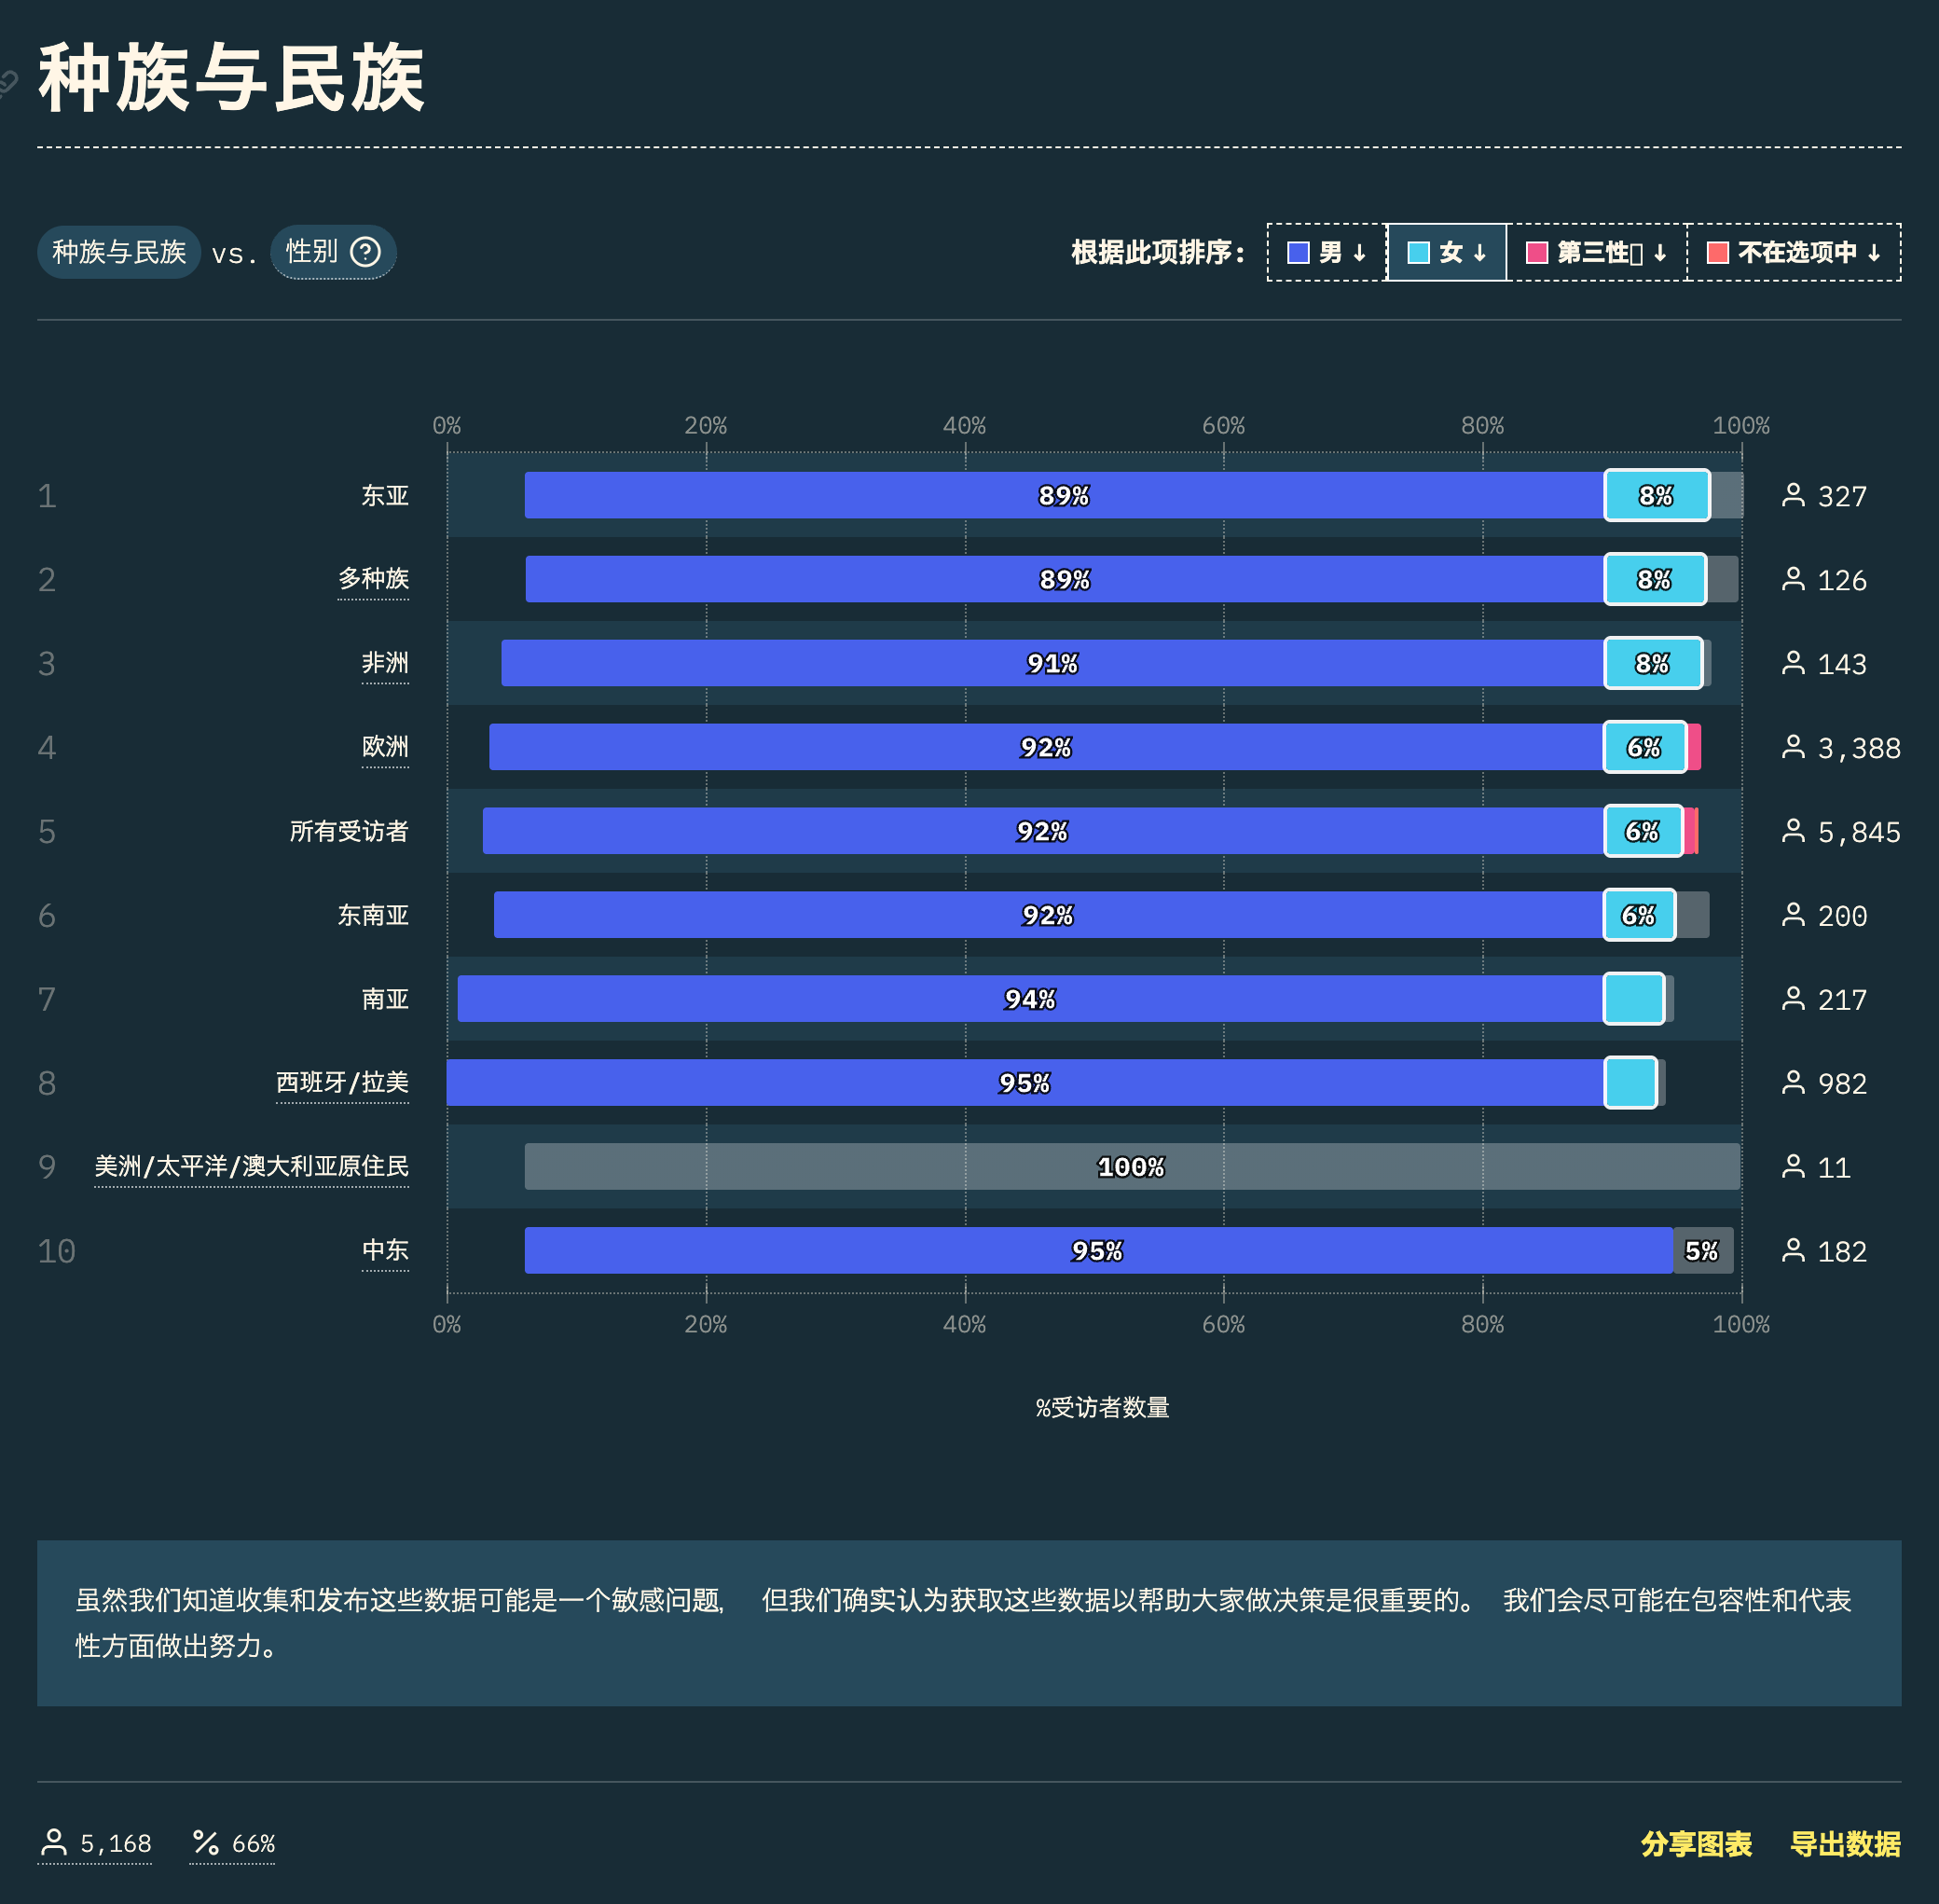 种族与民族
种族与民族 vs. 性别
根据此项排序: 男 ↓ 女 ↓ 第三性 ↓ 不在选项中 ↓
0% 20% 40% 60% 80% 100%
1 东亚 89% 8% 327
2 多种族 89% 8% 126
3 非洲 91% 8% 143
4 欧洲 92% 6% 3,388
5 所有受访者 92% 6% 5,845
6 东南亚 92% 6% 200
7 南亚 94% 217
8 西班牙/拉美 95% 982
9 美洲/太平洋/澳大利亚原住民 100% 11
10 中东 95% 5% 182
0% 20% 40% 60% 80% 100%
%受访者数量
虽然我们知道收集和发布这些数据可能是一个敏感问题, 但我们确实认为获取这些数据以帮助大家做决策是很重要的。 我们会尽可能在包容性和代表
性方面做出努力。
5,168 66% 分享图表 导出数据